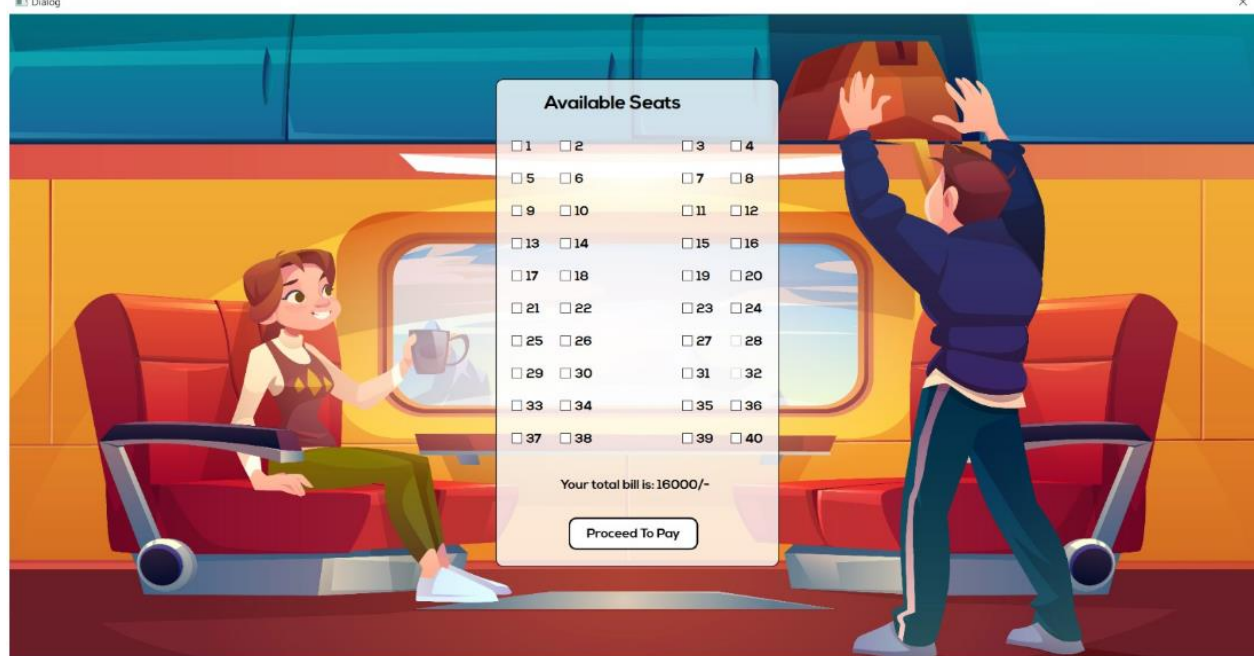 Dialog
Available Seats
1 2 3 4
5 6 7 8
9 10 11 12
13 14 15 16
17 18 19 20
21 22 23 24
25 26 27 28
29 30 31 32
33 34 35 36
37 38 39 40
Your total bill is: 16000/-
Proceed To Pay